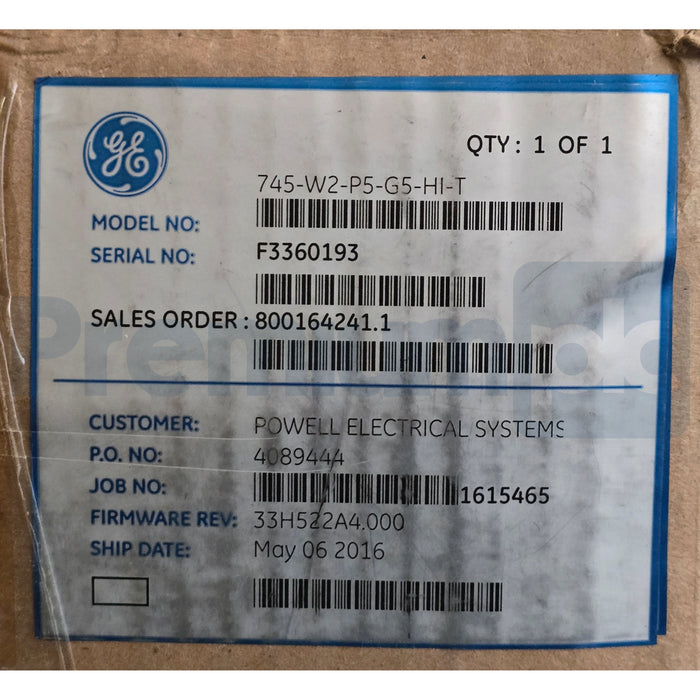 GE
QTY: 1 OF 1
745-W2-P5-G5-HI-T
MODEL NO:
SERIAL NO: F3360193
SALES ORDER: 800164241.1
CUSTOMER: POWELL ELECTRICAL SYSTEMS
P.O. NO: 4089444
JOB NO: 1615465
FIRMWARE REV: 33H522A4.000
SHIP DATE: May 06 2016
Premium